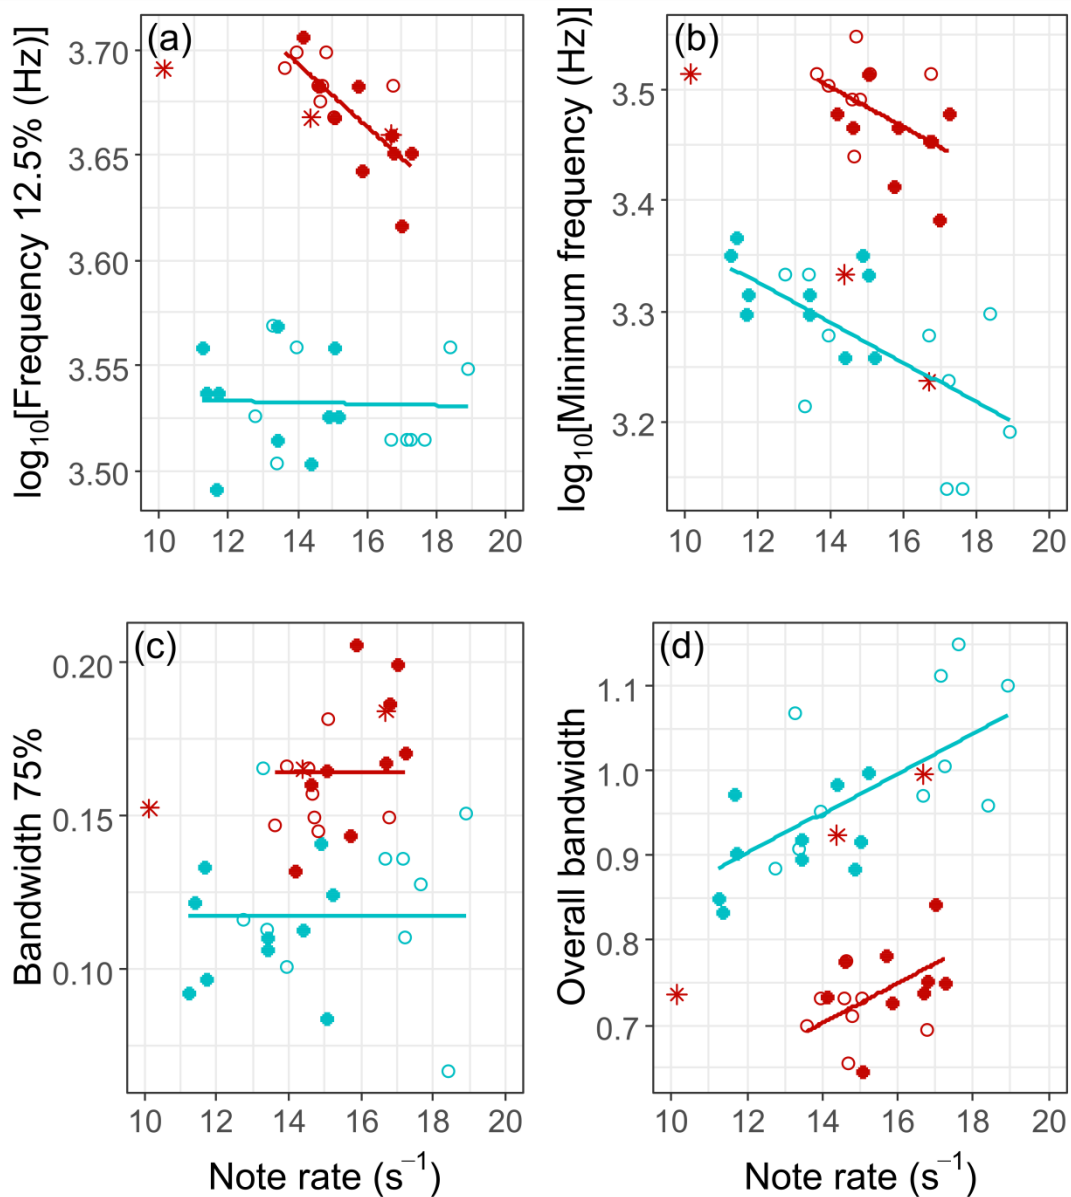 (a)
log₁₀[Frequency 12.5% (Hz)]
3.70
3.65
3.60
3.55
3.50
10 12 14 16 18 20
(b)
log₁₀[Minimum frequency (Hz)]
3.5
3.4
3.3
3.2
10 12 14 16 18 20
(c)
Bandwidth 75%
0.20
0.15
0.10
10 12 14 16 18 20
Note rate (s⁻¹)
(d)
Overall bandwidth
1.1
1.0
0.9
0.8
0.7
10 12 14 16 18 20
Note rate (s⁻¹)